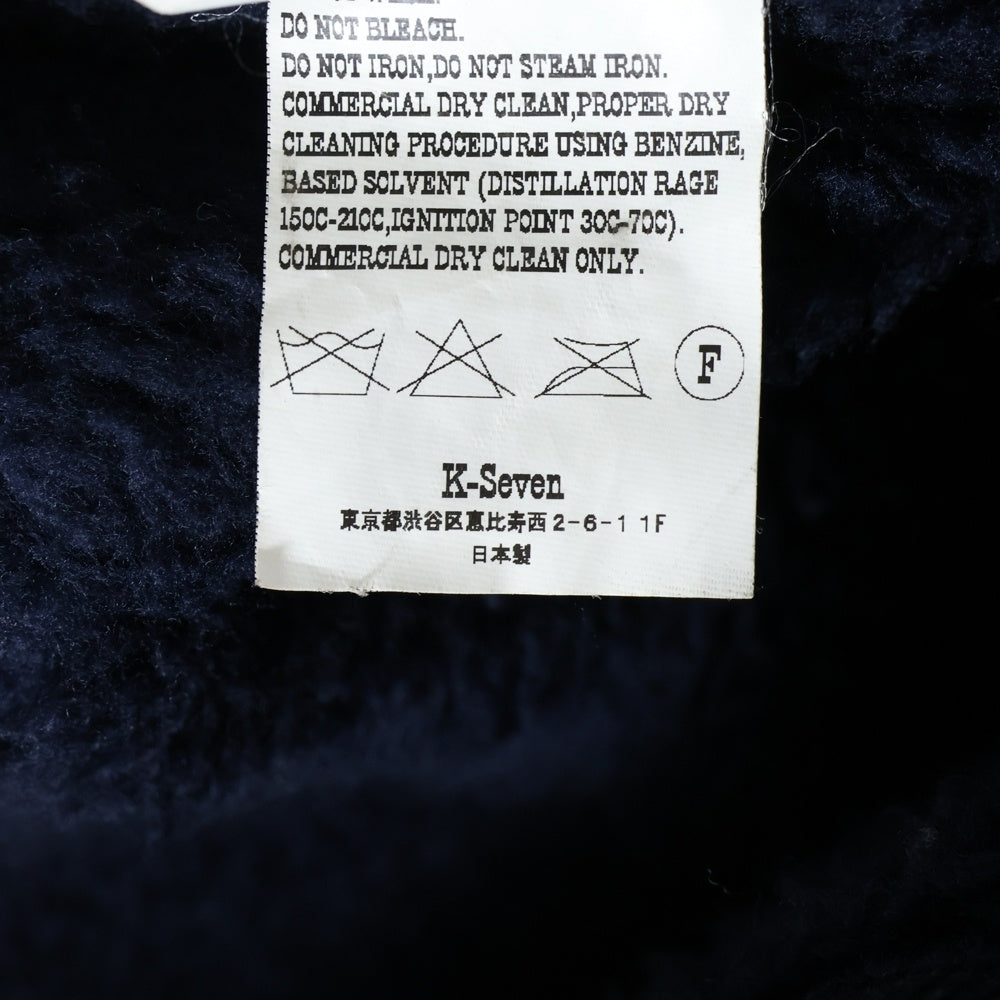 DO NOT BLEACH.
DO NOT IRON,DO NOT STEAM IRON.
COMMERCIAL DRY CLEAN,PROPER DRY
CLEANING PROCEDURE USING BENZINE,
BASED SOLVENT (DISTILLATION RAGE
150C-210C,IGNITION POINT 30C-70C).
COMMERCIAL DRY CLEAN ONLY.
F
K-Seven
東京都渋谷区恵比寿西2-6-1 1F
日本製